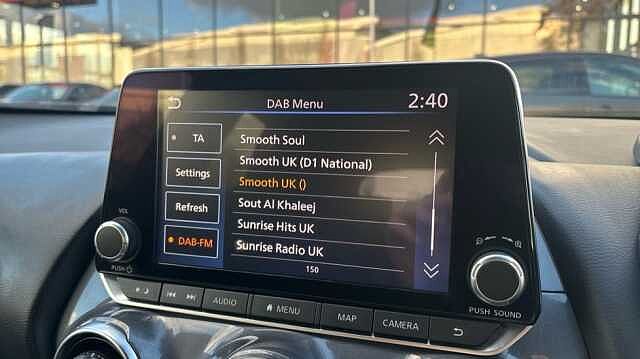 DAB Menu 2:40
TA
Settings
Refresh
DAB-FM
Smooth Soul
Smooth UK (D1 National)
Smooth UK ()
Sout Al Khaleej
Sunrise Hits UK
Sunrise Radio UK
150
VOL
PUSH
AUDIO
MENU
MAP
CAMERA
PUSH SOUND